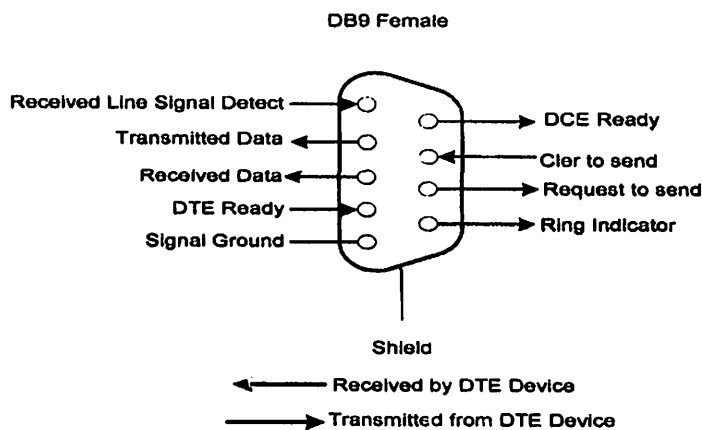 DB9 Female
Received Line Signal Detect
Transmitted Data
Received Data
DTE Ready
Signal Ground
DCE Ready
Cler to send
Request to send
Ring Indicator
Shield
Received by DTE Device
Transmitted from DTE Device